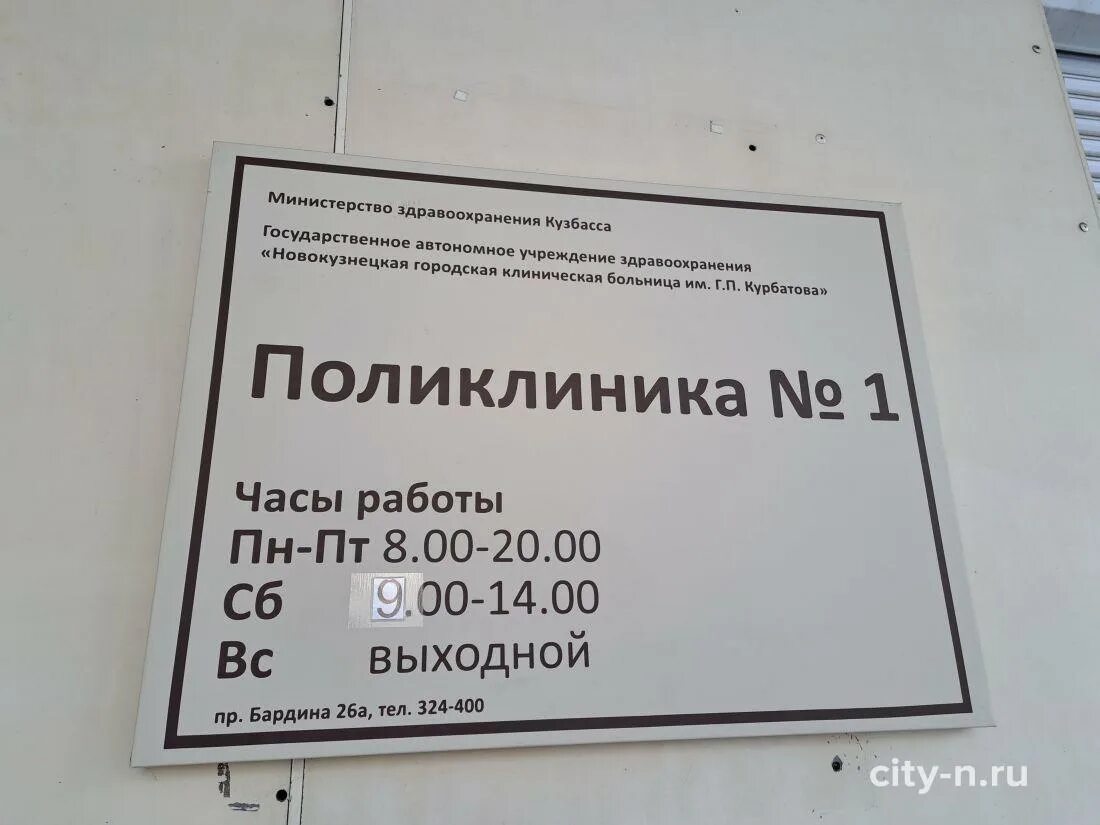 Министерство здравоохранения Кузбасса
Государственное автономное учреждение здравоохранения
«Новокузнецкая городская клиническая больница им. Г.П. Курбатова»
Поликлиника № 1
Часы работы
Пн-Пт 8.00-20.00
Сб 9.00-14.00
Вс выходной
пр. Бардина 26а, тел. 324-400
city-n.ru